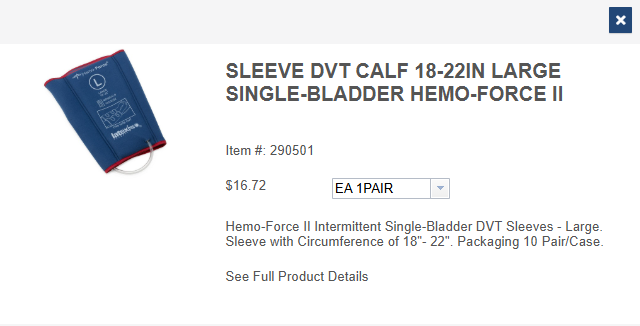 SLEEVE DVT CALF 18-22IN LARGE
SINGLE-BLADDER HEMO-FORCE II
L
Item #: 290501
$16.72
EA 1PAIR
Hemo-Force II Intermittent Single-Bladder DVT Sleeves - Large.
Sleeve with Circumference of 18"- 22". Packaging 10 Pair/Case.
See Full Product Details